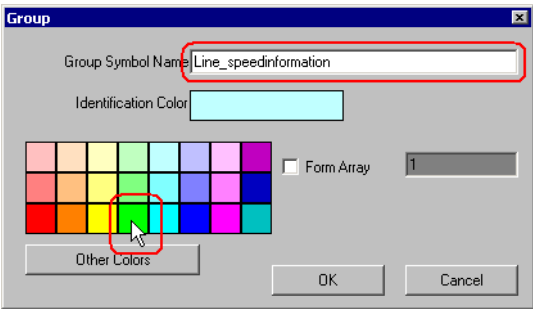 Group
Group Symbol Name Line_speedinformation
Identification Color
Form Array 1
Other Colors
OK Cancel